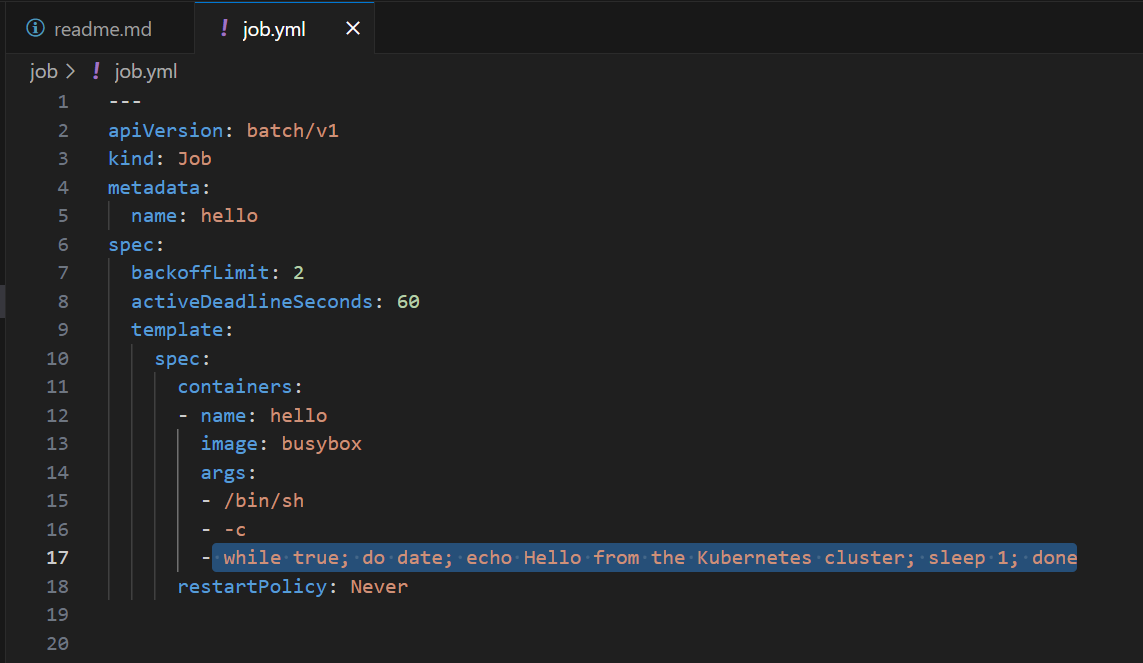 readme.md ! job.yml
job > ! job.yml
1 ---
2 apiVersion: batch/v1
3 kind: Job
4 metadata:
5   name: hello
6 spec:
7   backoffLimit: 2
8   activeDeadlineSeconds: 60
9   template:
10     spec:
11       containers:
12       - name: hello
13         image: busybox
14         args:
15         - /bin/sh
16         - -c
17         - while true; do date; echo Hello from the Kubernetes cluster; sleep 1; done
18       restartPolicy: Never
19
20